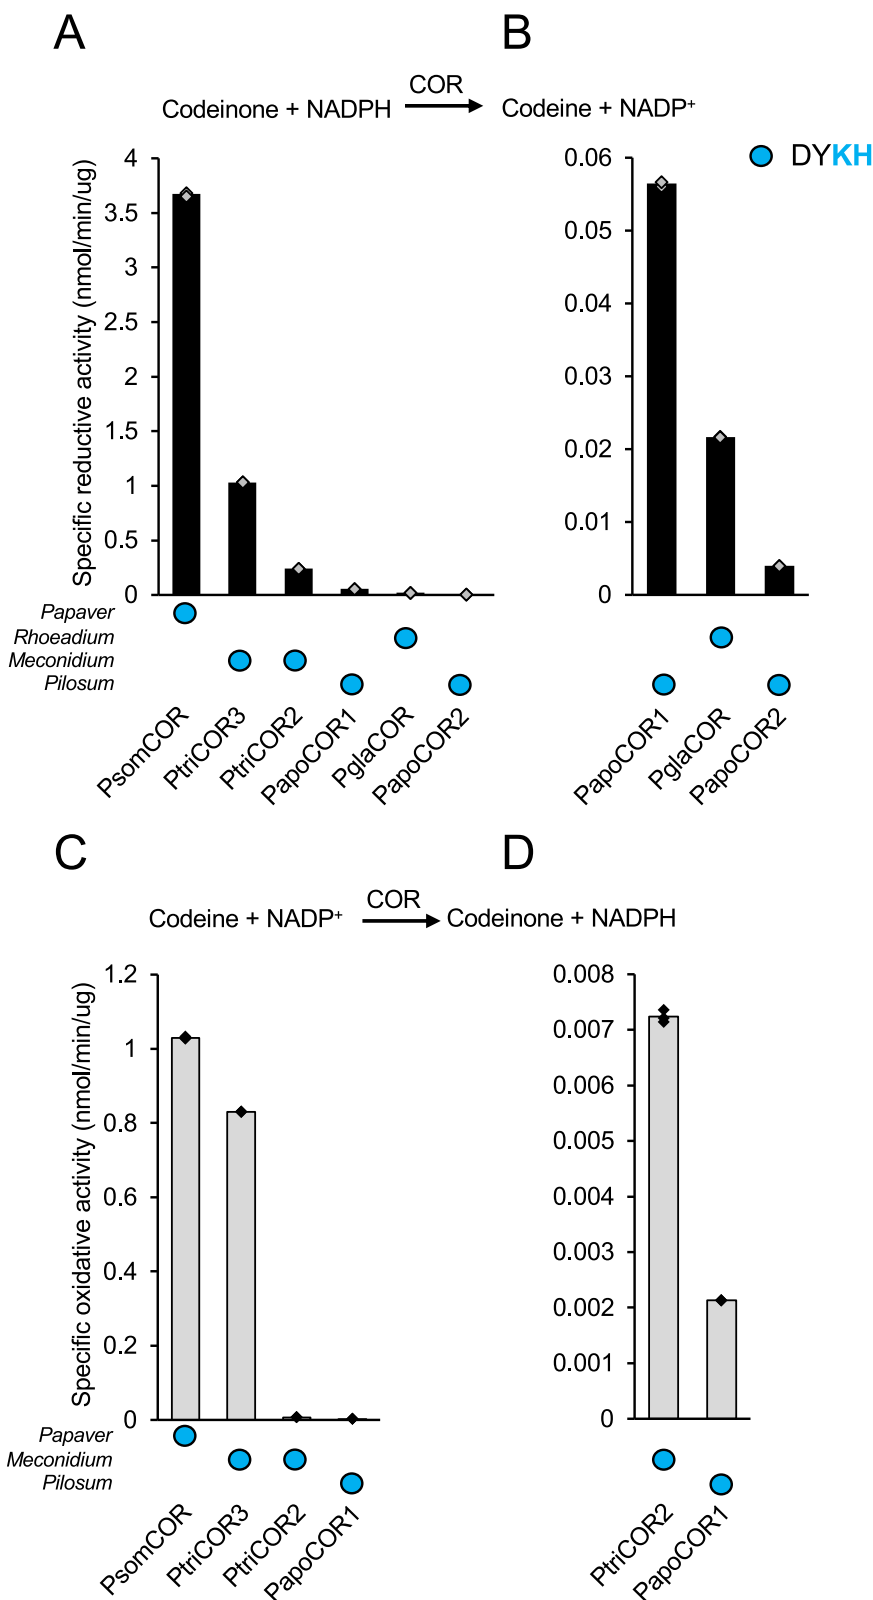 A
B
COR
Codeinone + NADPH
Codeine + NADP⁺
DYKH
Specific reductive activity (nmol/min/ug)
4
3.5
3
2.5
2
1.5
1
0.5
0
0.06
0.05
0.04
0.03
0.02
0.01
0
Papaver
Rhoeadium
Meconidium
Pilosum
PsomCOR
PtriCOR3
PtriCOR2
PapoCOR1
PglaCOR
PapoCOR2
PapoCOR1
PglaCOR
PapoCOR2
C
D
COR
Codeine + NADP⁺
Codeinone + NADPH
Specific oxidative activity (nmol/min/ug)
1.2
1
0.8
0.6
0.4
0.2
0
0.008
0.007
0.006
0.005
0.004
0.003
0.002
0.001
0
Papaver
Meconidium
Pilosum
PsomCOR
PtriCOR3
PtriCOR2
PapoCOR1
PtriCOR2
PapoCOR1